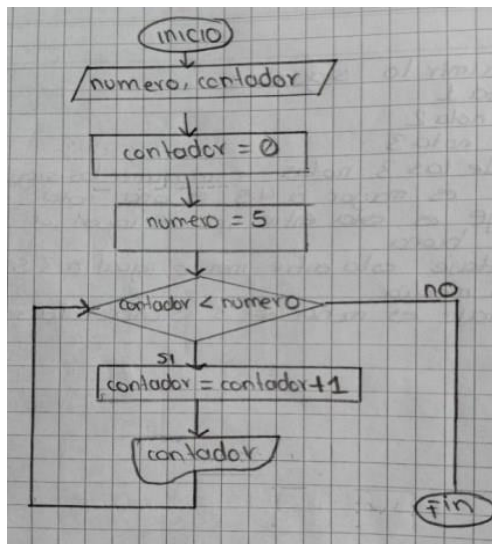 inicio
numero, contador
contador = 0
numero = 5
contador < numero
no
si
contador = contador+1
contador
Fin